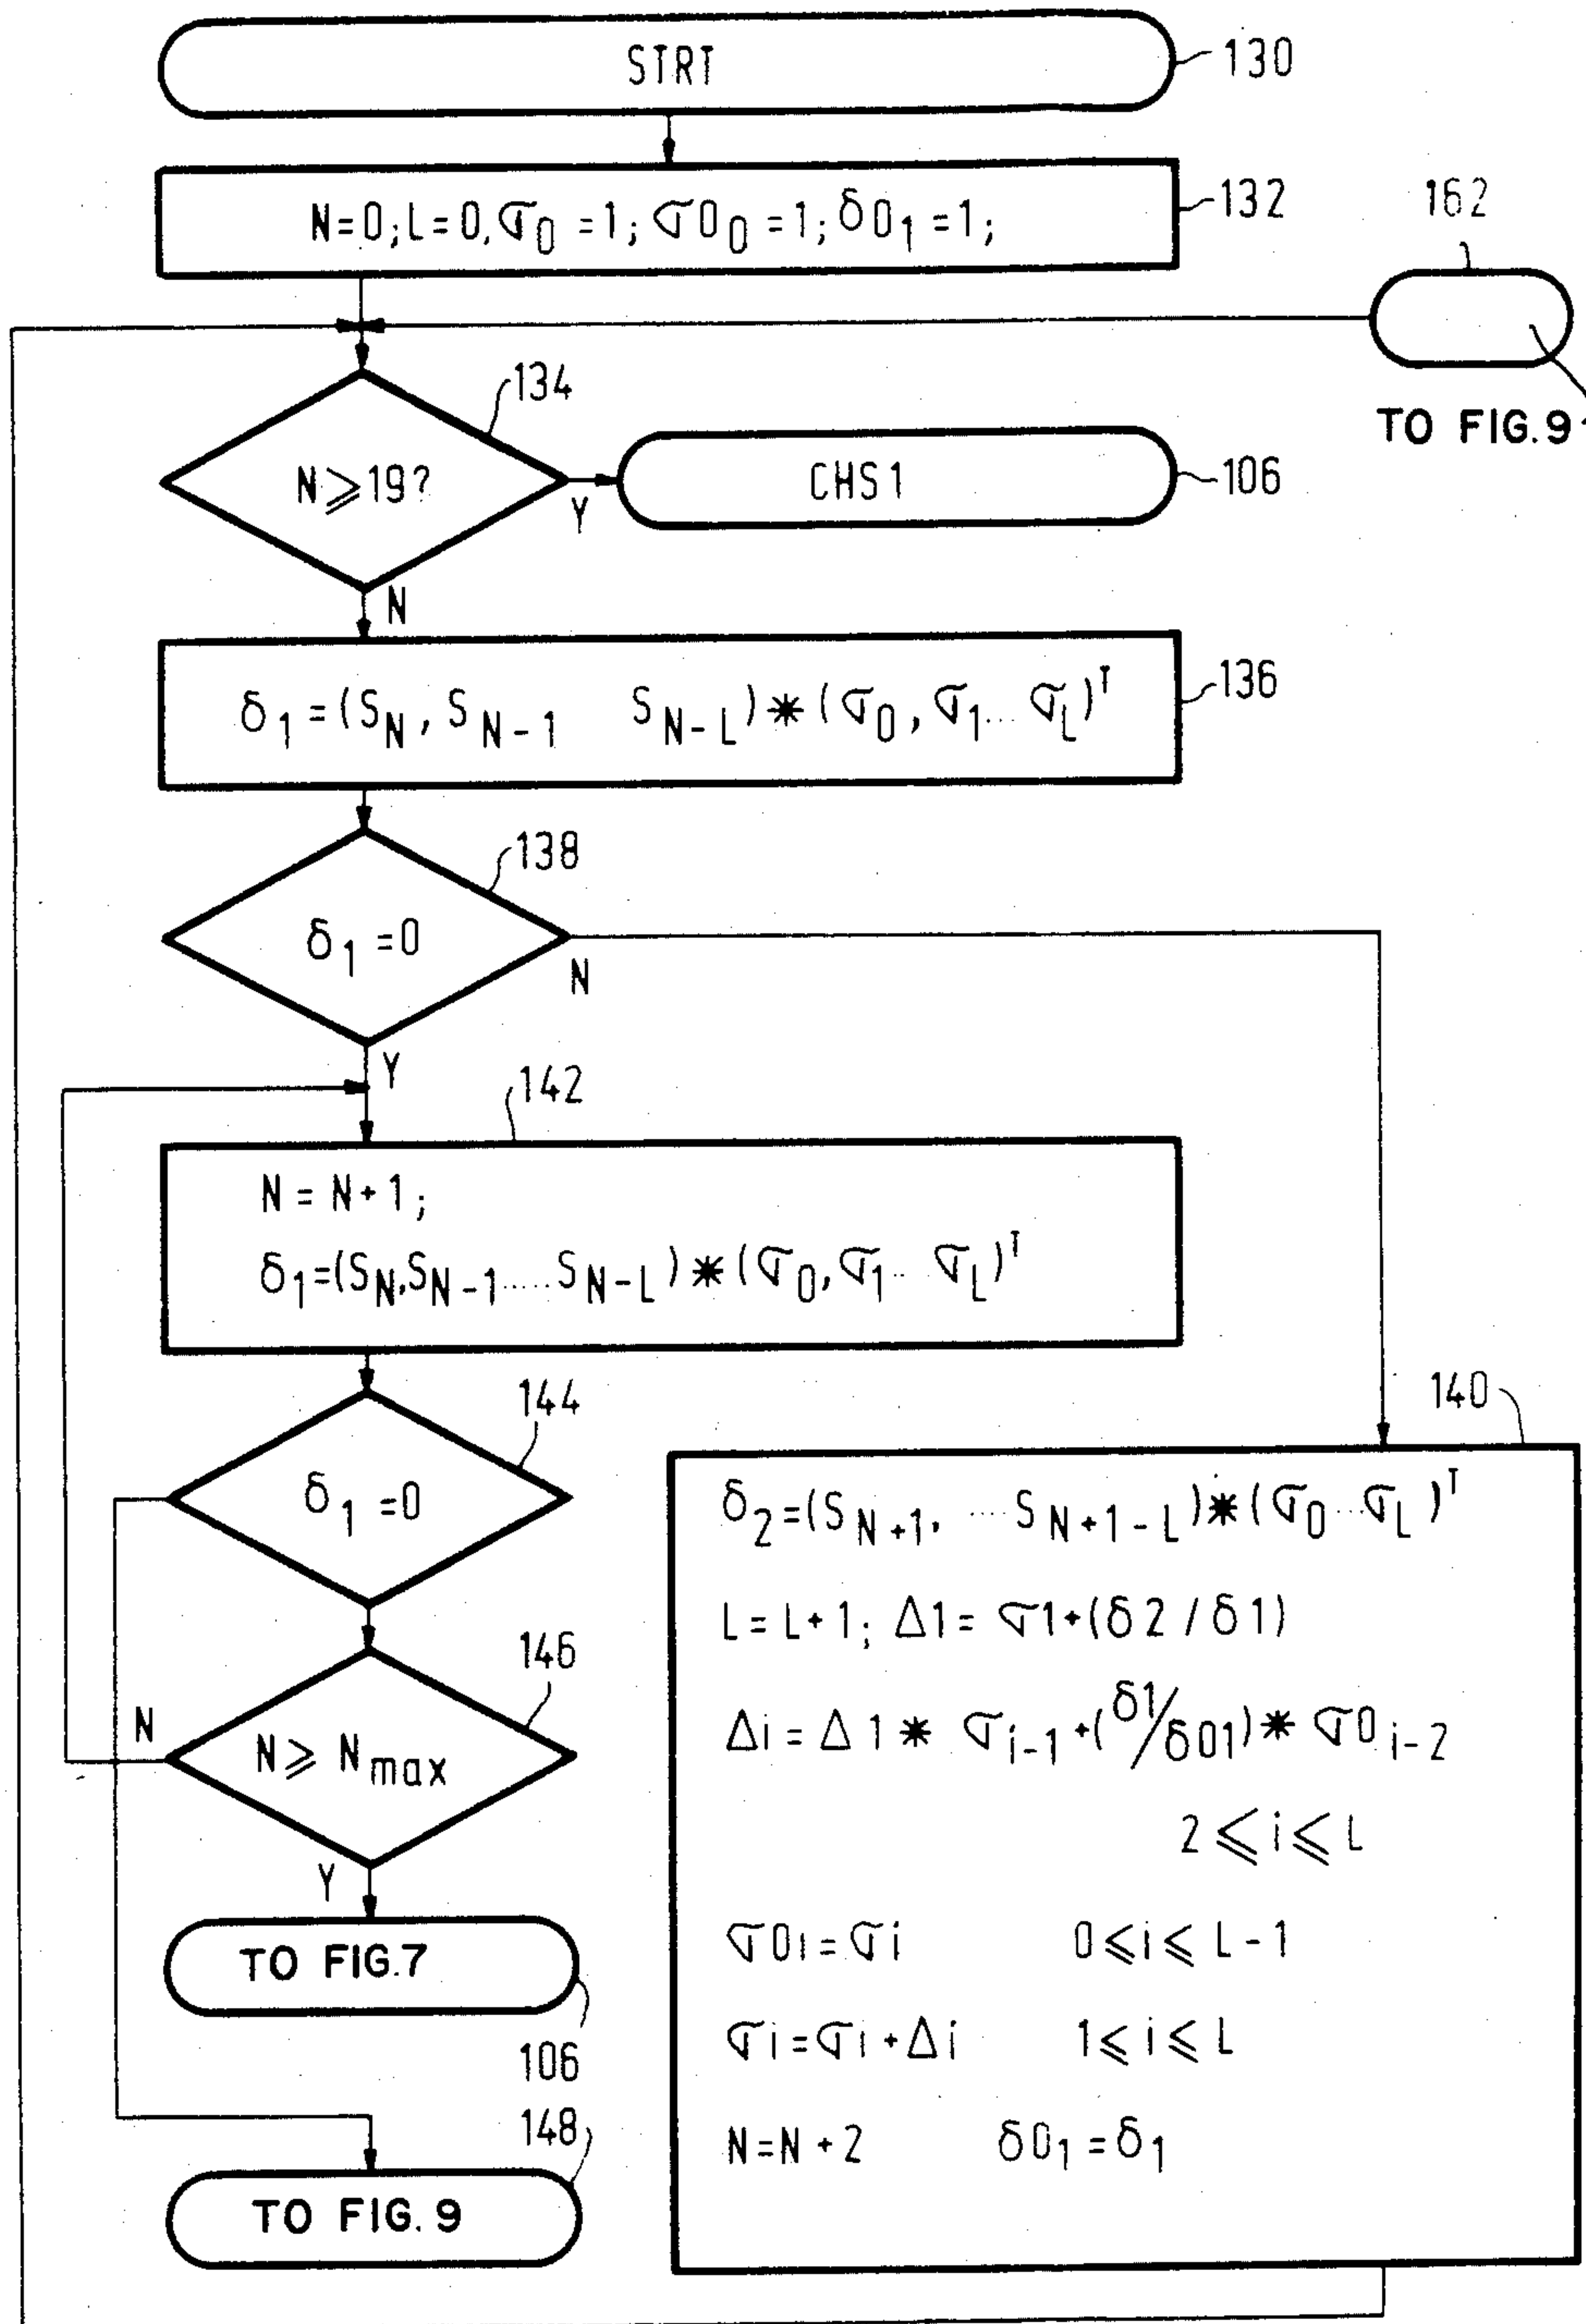 STRT
130
N=0; L=0, σ0 =1; σ00 =1; δ01 =1;
132
162
TO FIG. 9
134
N ⩾ 19?
Y
CHS1
106
N
δ1 = (SN, SN-1 SN-L) * (σ0, σ1... σL)T
136
138
δ1 =0
N
Y
142
N = N+1;
δ1=(SN,SN-1.....SN-L) * (σ0,σ1.. σL)T
144
δ1 =0
146
N
N ⩾ Nmax
Y
TO FIG.7
106
148
TO FIG. 9
140
δ2=(SN+1, ....SN+1-L)*(σ0...σL)T
L=L+1; Δ1= σ1+(δ2 / δ1)
Δi = Δ1 * σi-1+(δ1/δ01)* σ0i-2
2 ⩽ i ⩽ L
σ0i=σi 0⩽i⩽ L-1
σi=σi+Δi 1⩽ i ⩽ L
N=N+2 δ01=δ1